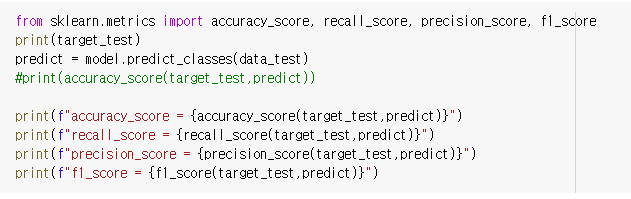 from sklearn.metrics import accuracy_score, recall_score, precision_score, f1_score
print(target_test)
predict = model.predict_classes(data_test)
#print(accuracy_score(target_test,predict))
print(f"accuracy_score = {accuracy_score(target_test,predict)}")
print(f"recall_score = {recall_score(target_test,predict)}")
print(f"precision_score = {precision_score(target_test,predict)}")
print(f"f1_score = {f1_score(target_test,predict)}")